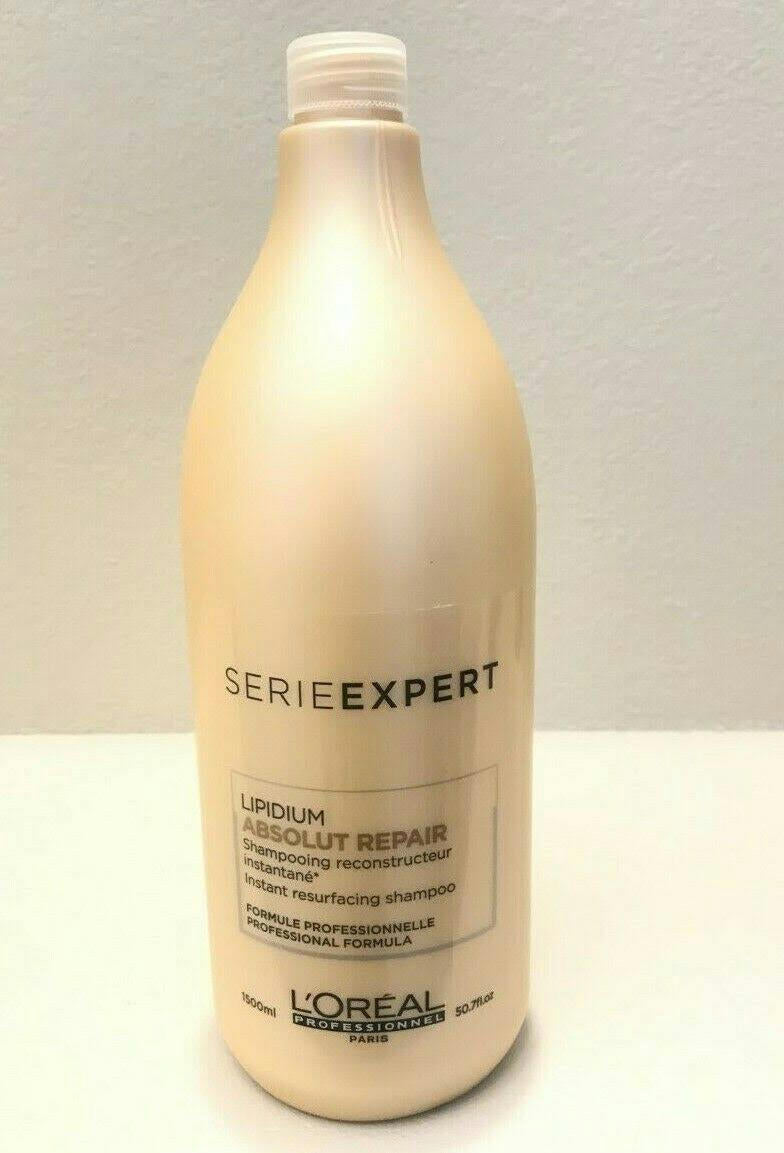 SERIEEXPERT
LIPIDIUM
ABSOLUT REPAIR
Shampooing reconstructeur
instantané*
Instant resurfacing shampoo
FORMULE PROFESSIONNELLE
PROFESSIONAL FORMULA
1500ml
L'ORÉAL
PROFESSIONNEL
PARIS
50.7fl.oz